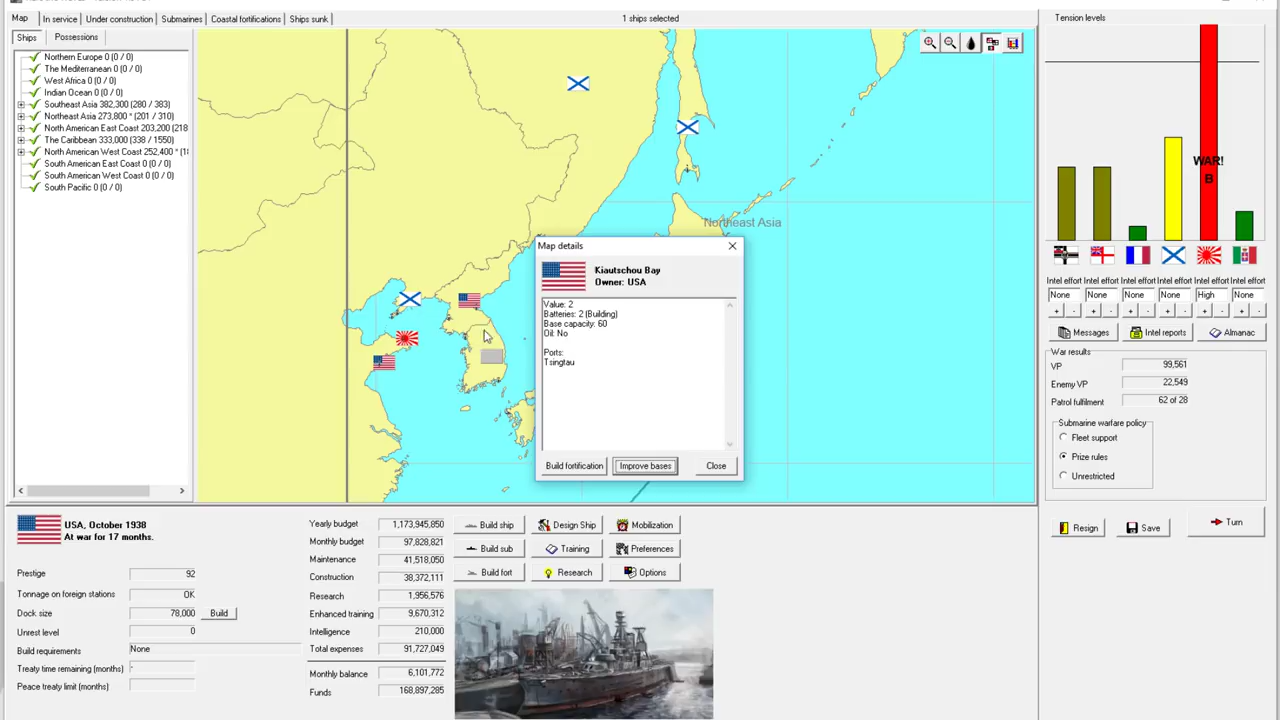 Map
In service
Under construction
Submarines
Coastal fortifications
Ships sunk
1 ships selected
Ships
Possessions
Northern Europe 0 (0 / 0)
The Mediterranean 0 (0 / 0)
West Africa 0 (0 / 0)
Indian Ocean 0 (0 / 0)
Southeast Asia 382,300 (280 / 383)
Northeast Asia 273,800 * (201 / 310)
North American East Coast 203,200 (218
The Caribbean 333,000 (338 / 1550)
North American West Coast 252,400 * (18
South American East Coast 0 (0 / 0)
South American West Coast 0 (0 / 0)
South Pacific 0 (0 / 0)
Northeast Asia
Map details
Kiautschou Bay
Owner: USA
Value: 2
Batteries: 2 (Building)
Base capacity: 60
Oil: No
Ports:
Tsingtau
Build fortification
Improve bases
Close
Tension levels
WAR!
B
Intel effort Intel effort Intel effort Intel effort Intel effort Intel effort
None None None None High None
+ - + - + - + - + - + -
Messages
Intel reports
Almanac
War results
VP 99,561
Enemy VP 22,549
Patrol fulfilment 62 of 28
Submarine warfare policy
Fleet support
Prize rules
Unrestricted
Resign
Save
Turn
USA, October 1938
At war for 17 months.
Prestige 92
Tonnage on foreign stations OK
Dock size 78,000 Build
Unrest level 0
Build requirements None
Treaty time remaining (months) -
Peace treaty limit (months)
Yearly budget 1,173,945,850
Monthly budget 97,828,821
Maintenance 41,518,050
Construction 38,372,111
Research 1,956,576
Enhanced training 9,670,312
Intelligence 210,000
Total expenses 91,727,049
Monthly balance 6,101,772
Funds 168,897,285
Build ship
Design Ship
Mobilization
Build sub
Training
Preferences
Build fort
Research
Options